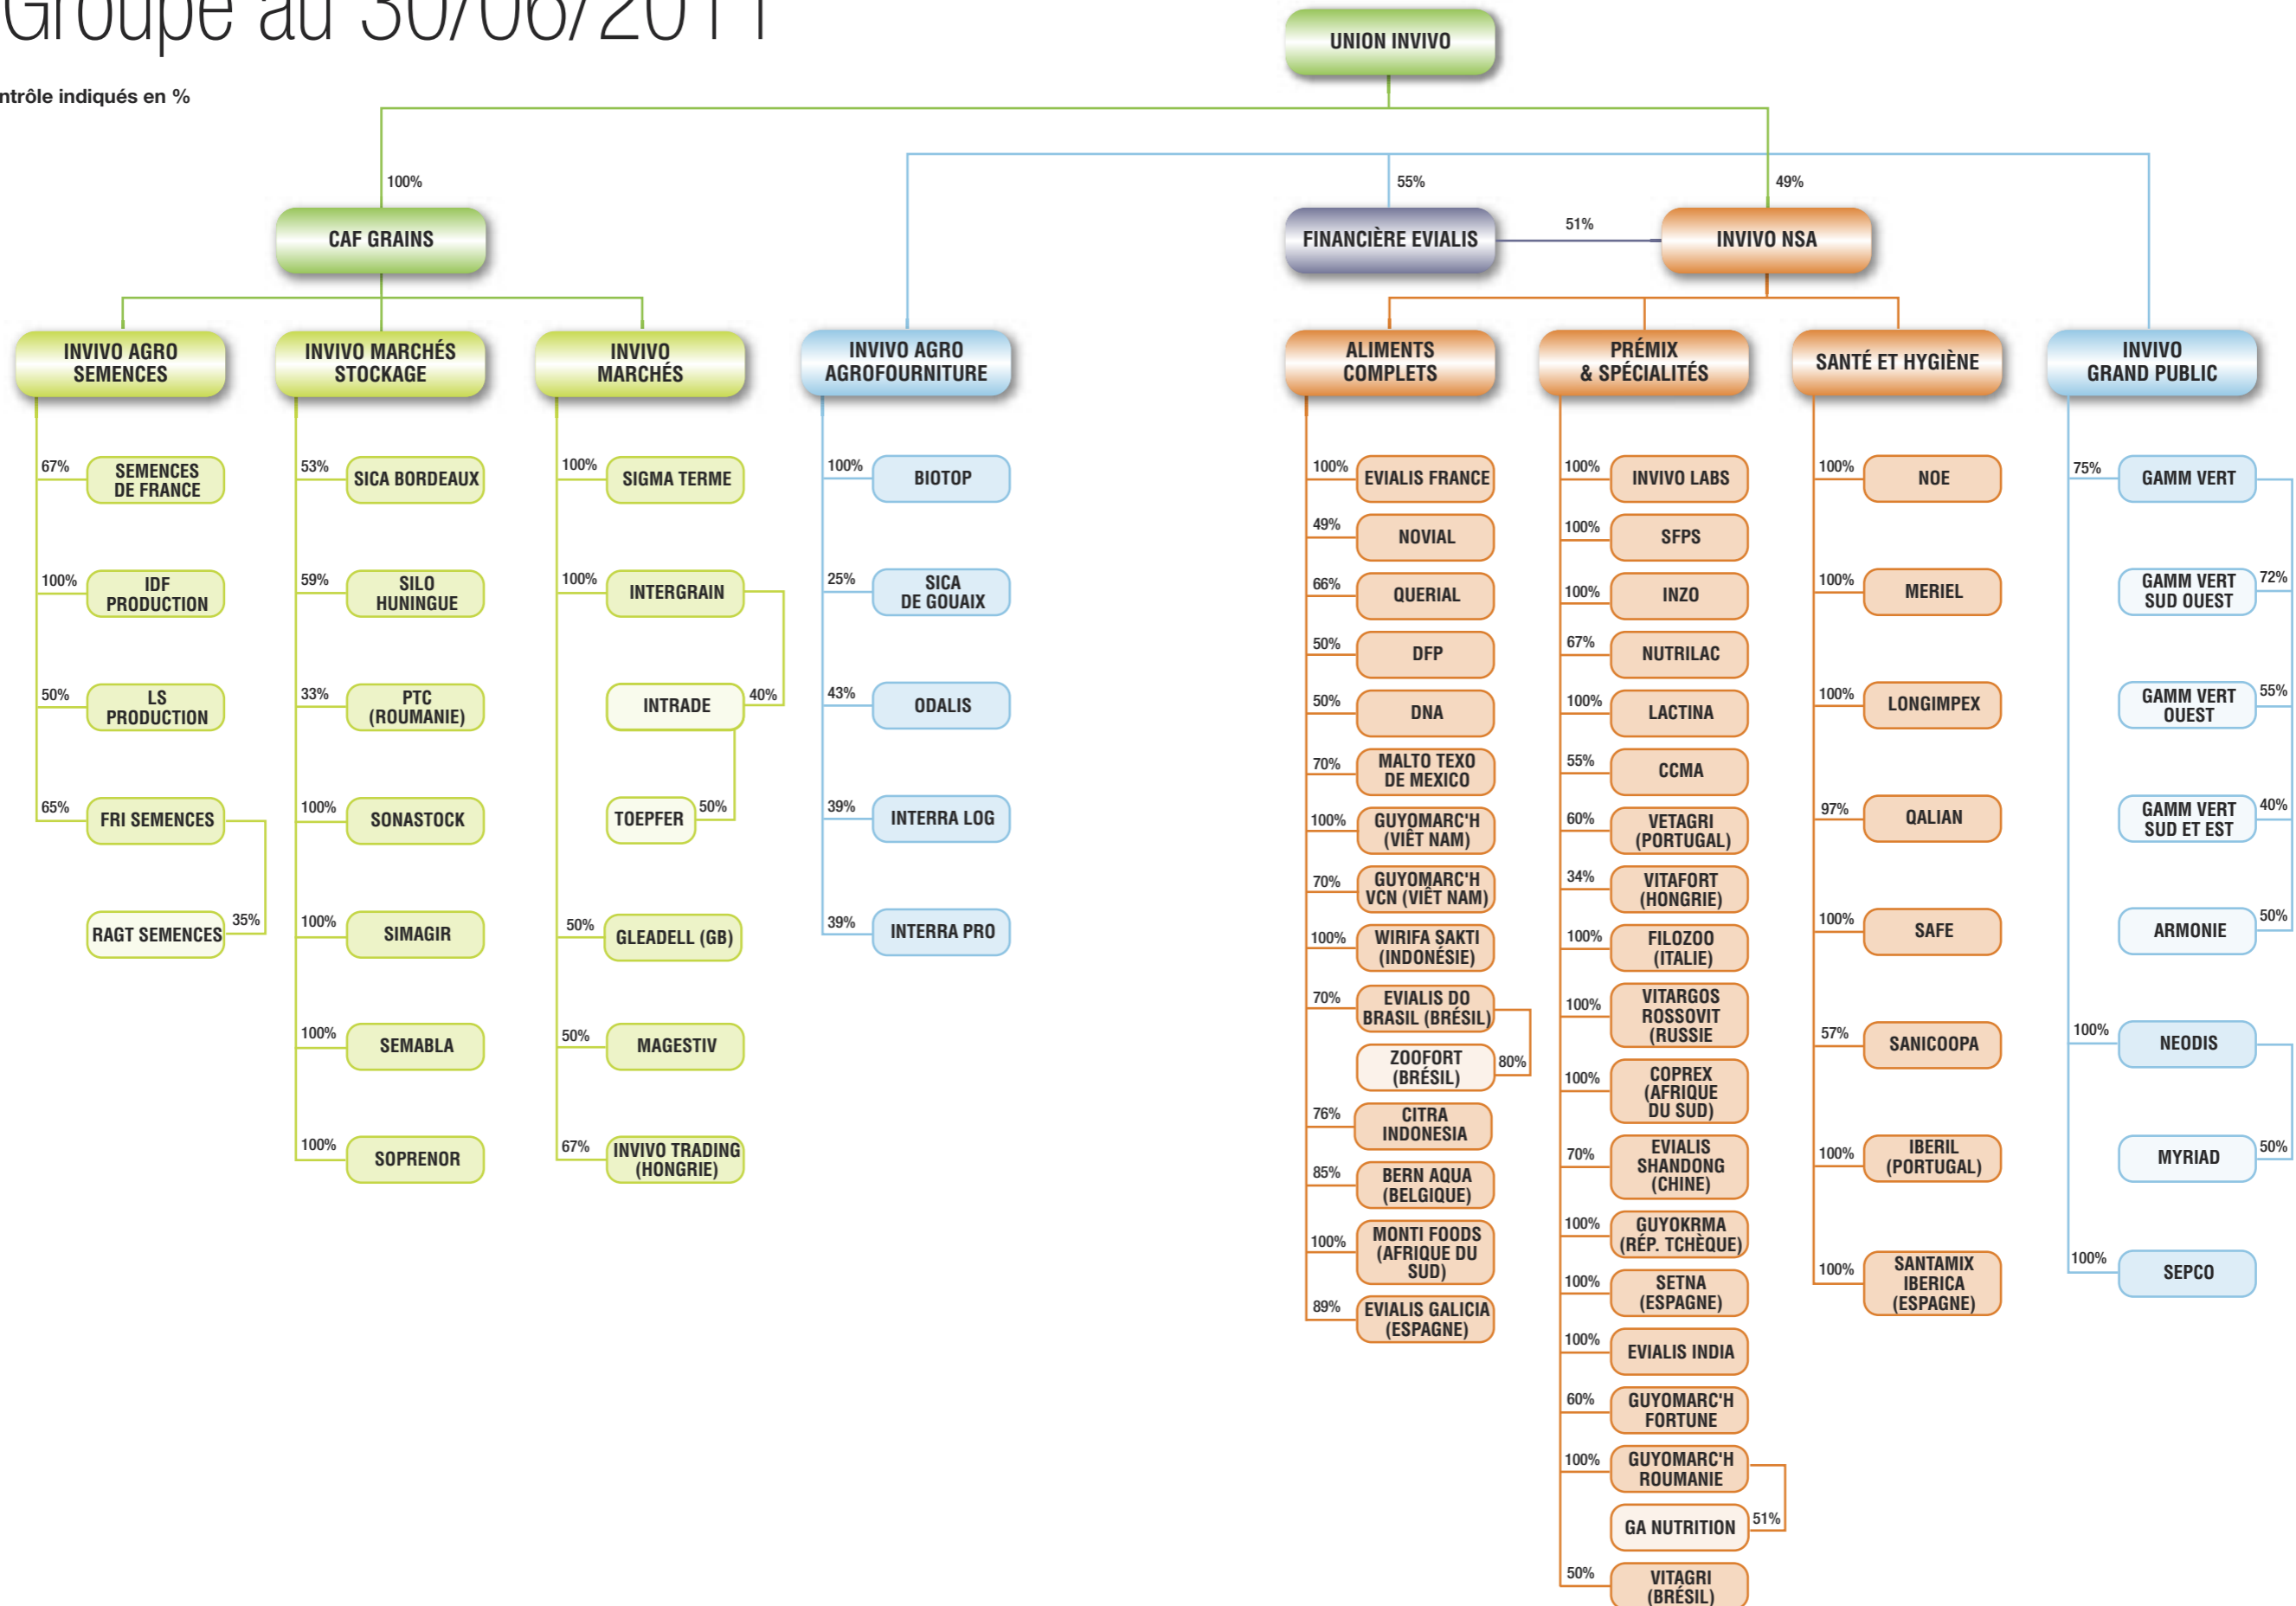 Groupe au 30/06/2011
ntrôle indiqués en %
UNION INVIVO
100%
55%
49%
CAF GRAINS
FINANCIÈRE EVIALIS
51%
INVIVO NSA
INVIVO AGRO
SEMENCES
67%
SEMENCES
DE FRANCE
100%
IDF
PRODUCTION
50%
LS
PRODUCTION
65%
FRI SEMENCES
RAGT SEMENCES
35%
INVIVO MARCHÉS
STOCKAGE
53%
SICA BORDEAUX
59%
SILO
HUNINGUE
33%
PTC
(ROUMANIE)
100%
SONASTOCK
100%
SIMAGIR
100%
SEMABLA
100%
SOPRENOR
INVIVO
MARCHÉS
100%
SIGMA TERME
100%
INTERGRAIN
INTRADE
40%
TOEPFER
50%
50%
GLEADELL (GB)
50%
MAGESTIV
67%
INVIVO TRADING
(HONGRIE)
INVIVO AGRO
AGROFOURNITURE
100%
BIOTOP
25%
SICA
DE GOUAIX
43%
ODALIS
39%
INTERRA LOG
39%
INTERRA PRO
ALIMENTS
COMPLETS
100%
EVIALIS FRANCE
49%
NOVIAL
66%
QUERIAL
50%
DFP
50%
DNA
70%
MALTO TEXO
DE MEXICO
100%
GUYOMARC'H
(VIÊT NAM)
70%
GUYOMARC'H
VCN (VIÊT NAM)
100%
WIRIFA SAKTI
(INDONÉSIE)
70%
EVIALIS DO
BRASIL (BRÉSIL)
ZOOFORT
(BRÉSIL)
80%
76%
CITRA
INDONESIA
85%
BERN AQUA
(BELGIQUE)
100%
MONTI FOODS
(AFRIQUE DU
SUD)
89%
EVIALIS GALICIA
(ESPAGNE)
PRÉMIX
& SPÉCIALITÉS
100%
INVIVO LABS
100%
SFPS
100%
INZO
67%
NUTRILAC
100%
LACTINA
55%
CCMA
60%
VETAGRI
(PORTUGAL)
34%
VITAFORT
(HONGRIE)
100%
FILOZOO
(ITALIE)
100%
VITARGOS
ROSSOVIT
(RUSSIE
100%
COPREX
(AFRIQUE
DU SUD)
70%
EVIALIS
SHANDONG
(CHINE)
100%
GUYOKRMA
(RÉP. TCHÈQUE)
100%
SETNA
(ESPAGNE)
100%
EVIALIS INDIA
60%
GUYOMARC'H
FORTUNE
100%
GUYOMARC'H
ROUMANIE
GA NUTRITION
51%
50%
VITAGRI
(BRÉSIL)
SANTÉ ET HYGIÈNE
100%
NOE
100%
MERIEL
100%
LONGIMPEX
97%
QALIAN
100%
SAFE
57%
SANICOOPA
100%
IBERIL
(PORTUGAL)
100%
SANTAMIX
IBERICA
(ESPAGNE)
INVIVO
GRAND PUBLIC
75%
GAMM VERT
GAMM VERT
SUD OUEST
72%
GAMM VERT
OUEST
55%
GAMM VERT
SUD ET EST
40%
ARMONIE
50%
100%
NEODIS
MYRIAD
50%
100%
SEPCO